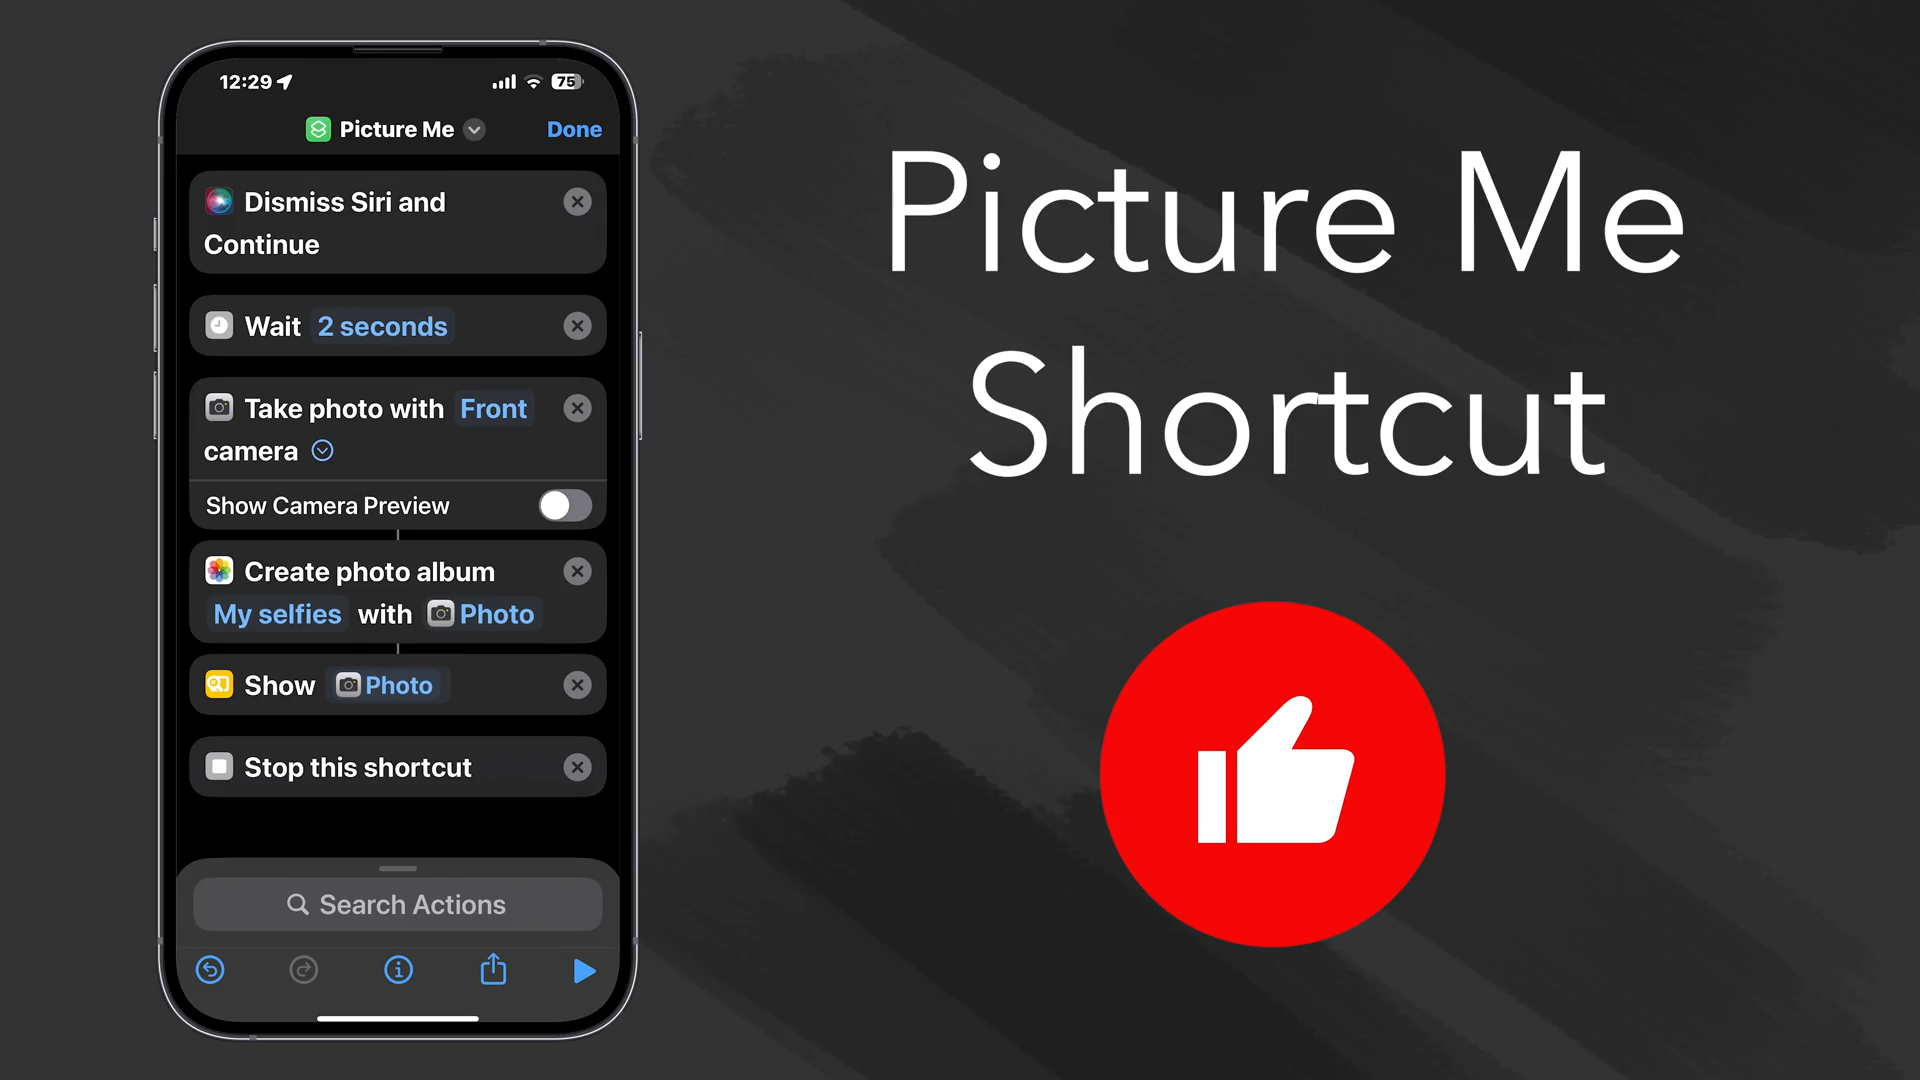 12:29
75
Picture Me
Done
Dismiss Siri and
Continue
Wait 2 seconds
Take photo with Front
camera
Show Camera Preview
Create photo album
My selfies with Photo
Show Photo
Stop this shortcut
Search Actions
Picture Me
Shortcut